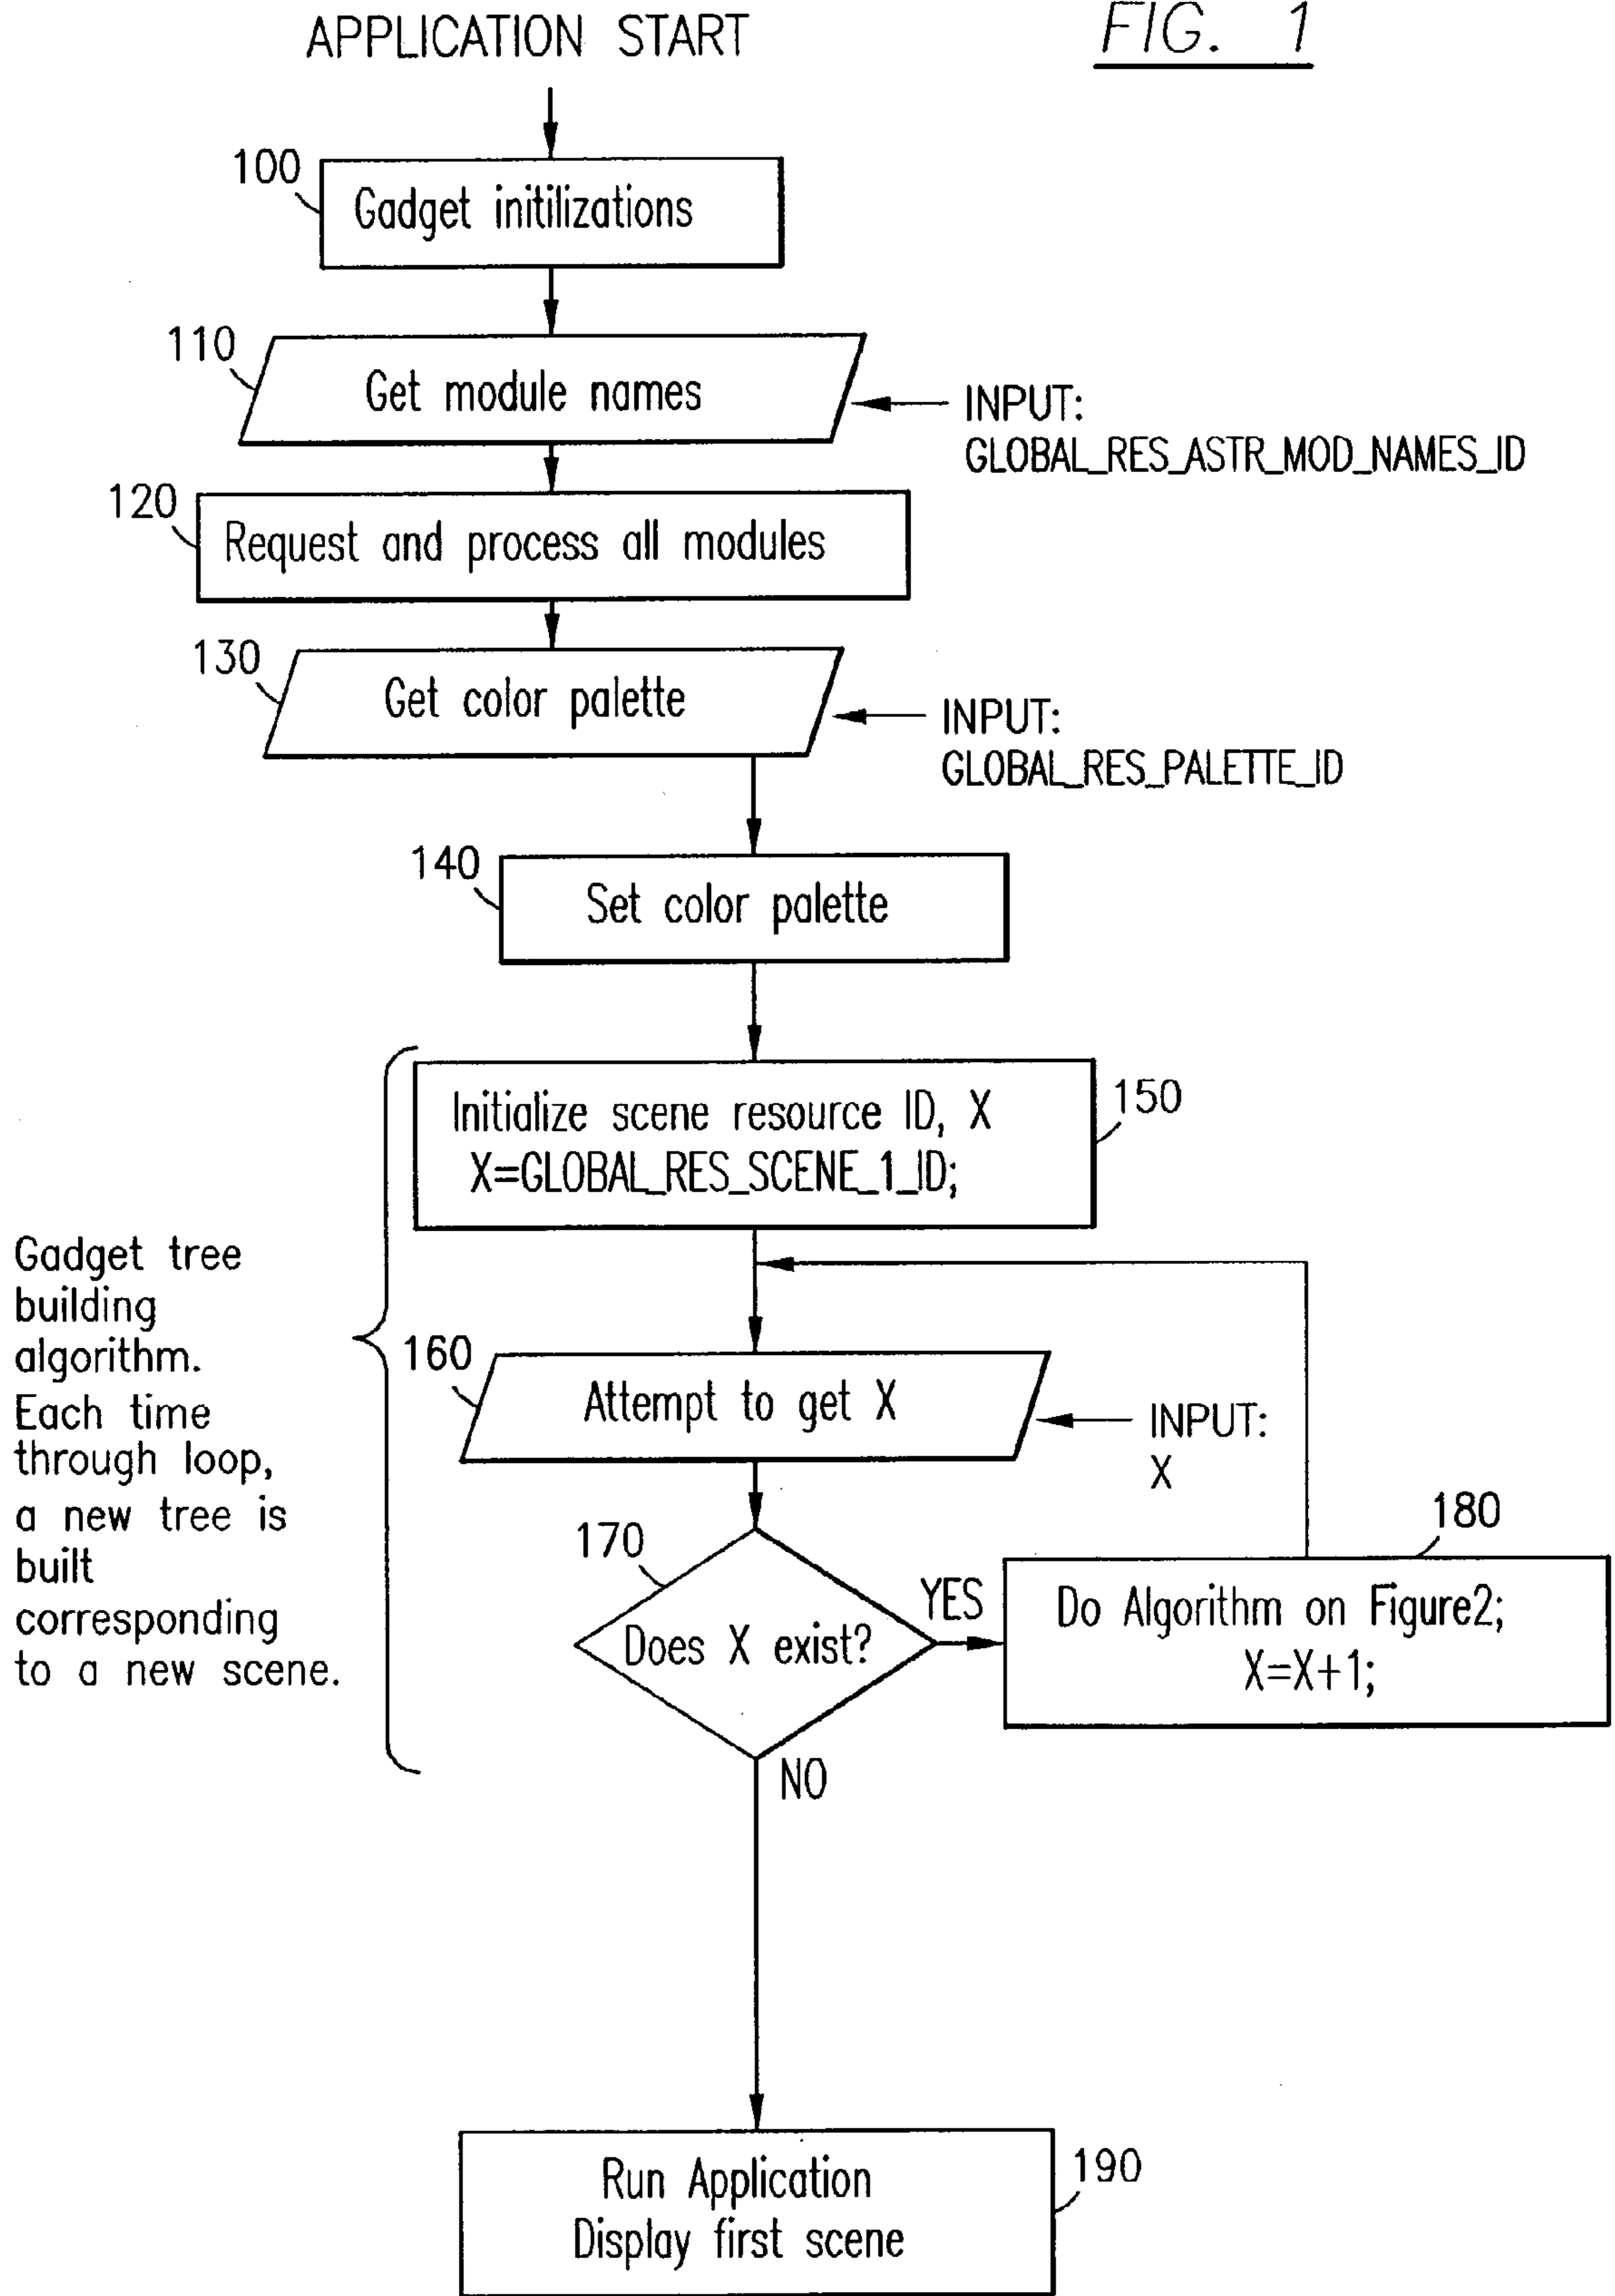 APPLICATION START
FIG. 1
100
Gadget initilizations
110
Get module names
INPUT:
GLOBAL_RES_ASTR_MOD_NAMES_ID
120
Request and process all modules
130
Get color palette
INPUT:
GLOBAL_RES_PALETTE_ID
140
Set color palette
150
Initialize scene resource ID, X
X=GLOBAL_RES_SCENE_1_ID;
Gadget tree
building
algorithm.
Each time
through loop,
a new tree is
built
corresponding
to a new scene.
160
Attempt to get X
INPUT:
X
170
Does X exist?
YES
180
Do Algorithm on Figure2;
X=X+1;
NO
190
Run Application
Display first scene